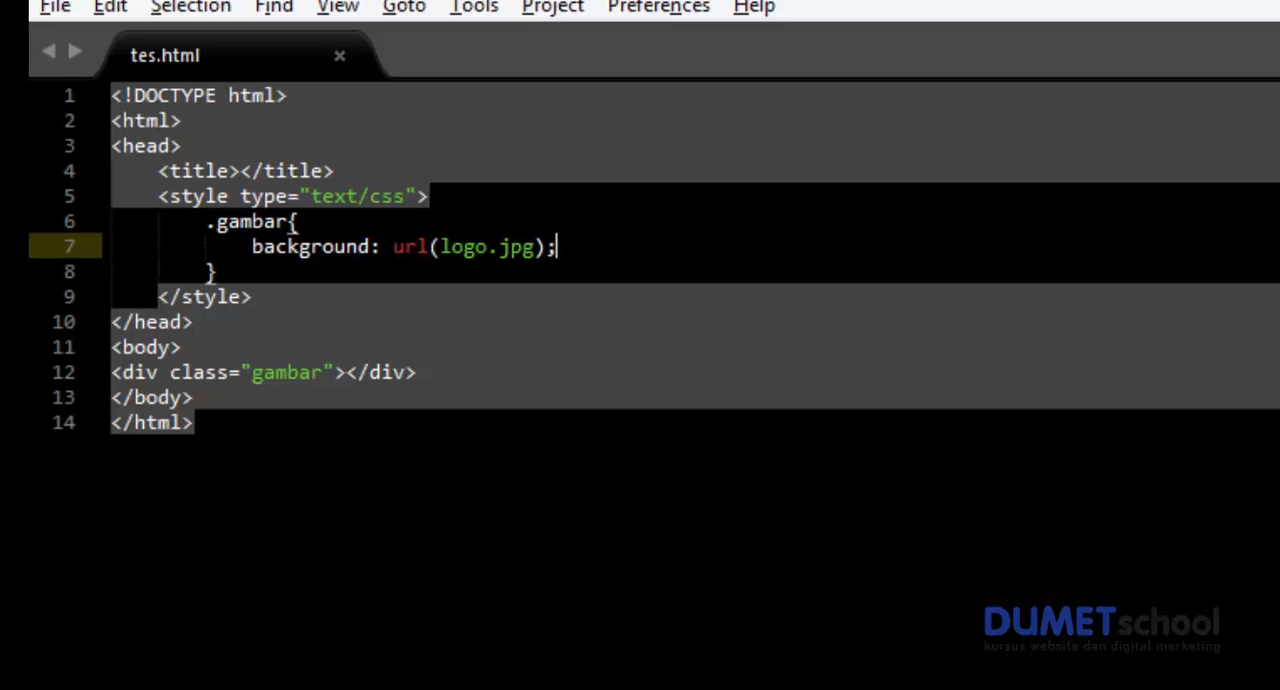 File Edit Selection Find View Goto Tools Project Preferences Help
tes.html ×
1 <!DOCTYPE html>
2 <html>
3 <head>
4 <title></title>
5 <style type="text/css">
6 .gambar{
7 background: url(logo.jpg);
8 }
9 </style>
10 </head>
11 <body>
12 <div class="gambar"></div>
13 </body>
14 </html>
DUMETschool
kursus website dan digital marketing